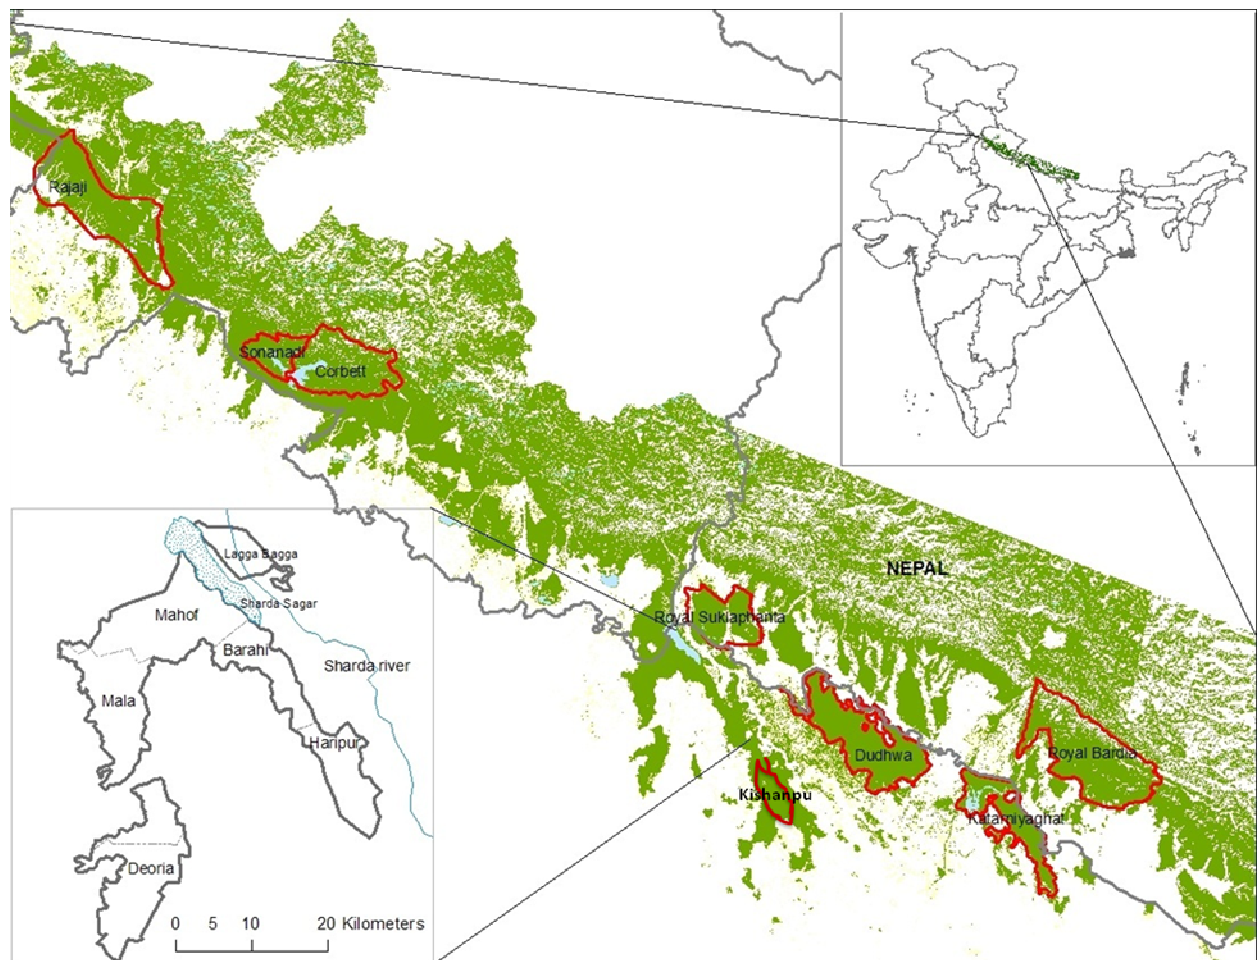 Rajaji
Sonanadi
Corbett
NEPAL
Royal Suklaphanta
Dudhwa
Royal Bardia
Kishanpu
Katarniyaghat
Lagga Bagga
Sharda Sagar
Mahof
Barahi
Sharda river
Mala
Haripur
Deoria
0 5 10 20 Kilometers